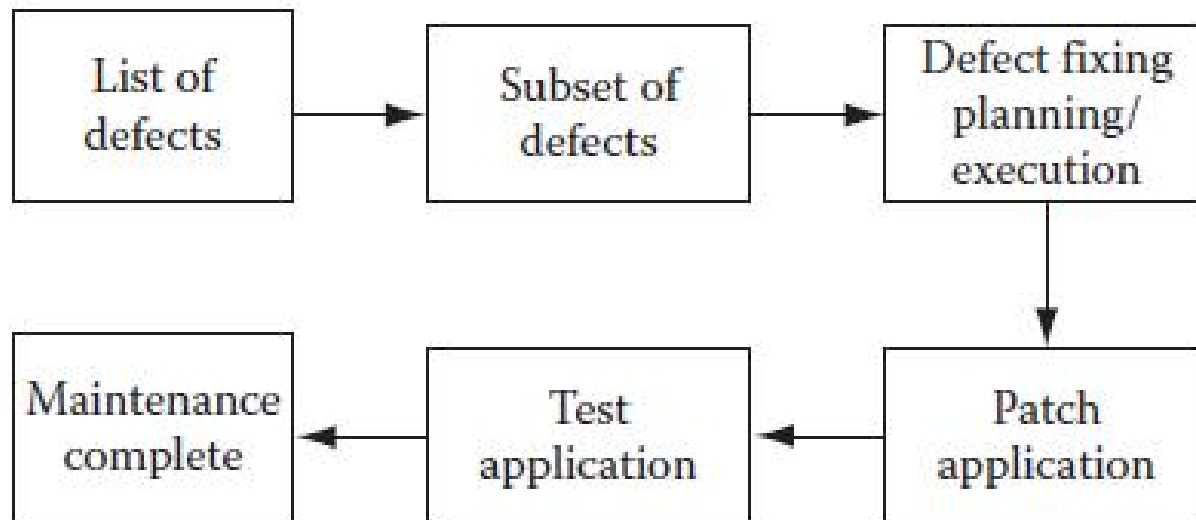 List of
defects
Subset of
defects
Defect fixing
planning/
execution
Maintenance
complete
Test
application
Patch
application